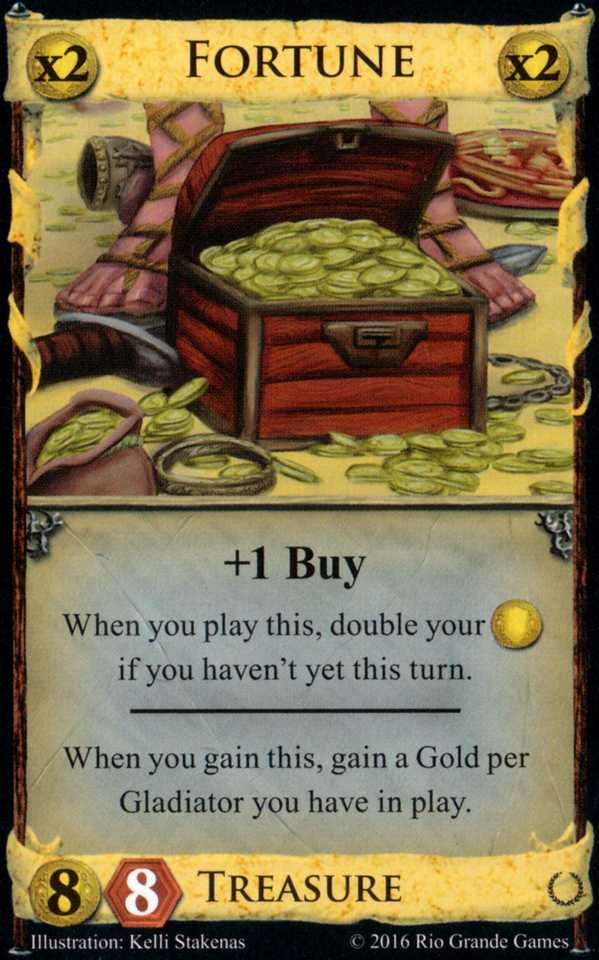 x2 FORTUNE x2
+1 Buy
When you play this, double your
if you haven't yet this turn.
When you gain this, gain a Gold per
Gladiator you have in play.
8 8 TREASURE
Illustration: Kelli Stakenas © 2016 Rio Grande Games